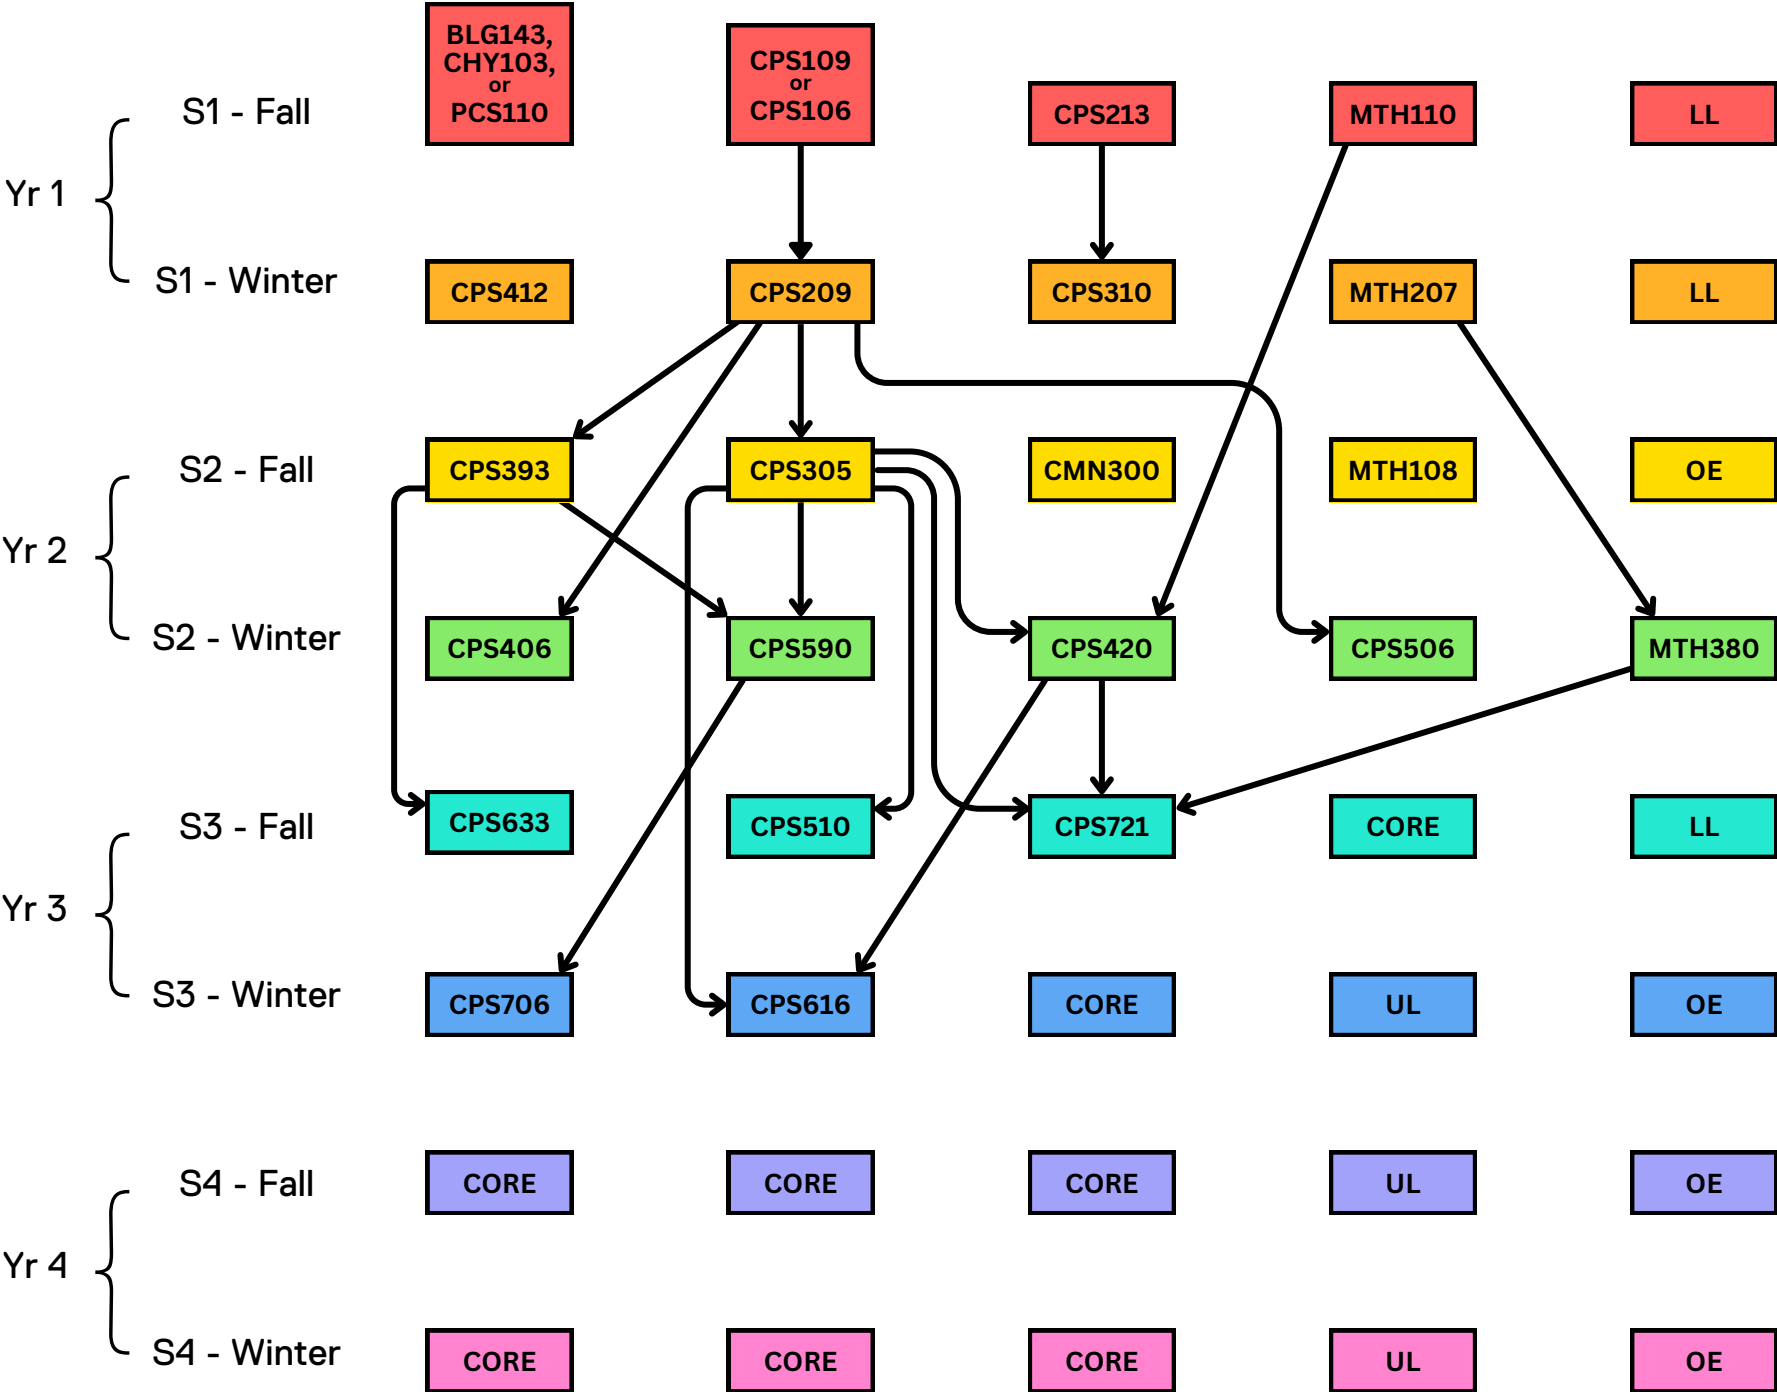 BLG143,
CHY103,
or
PCS110
CPS109
or
CPS106
S1 - Fall
CPS213
MTH110
LL
Yr 1
S1 - Winter
CPS412
CPS209
CPS310
MTH207
LL
S2 - Fall
CPS393
CPS305
CMN300
MTH108
OE
Yr 2
S2 - Winter
CPS406
CPS590
CPS420
CPS506
MTH380
S3 - Fall
CPS633
CPS510
CPS721
CORE
LL
Yr 3
S3 - Winter
CPS706
CPS616
CORE
UL
OE
S4 - Fall
CORE
CORE
CORE
UL
OE
Yr 4
S4 - Winter
CORE
CORE
CORE
UL
OE